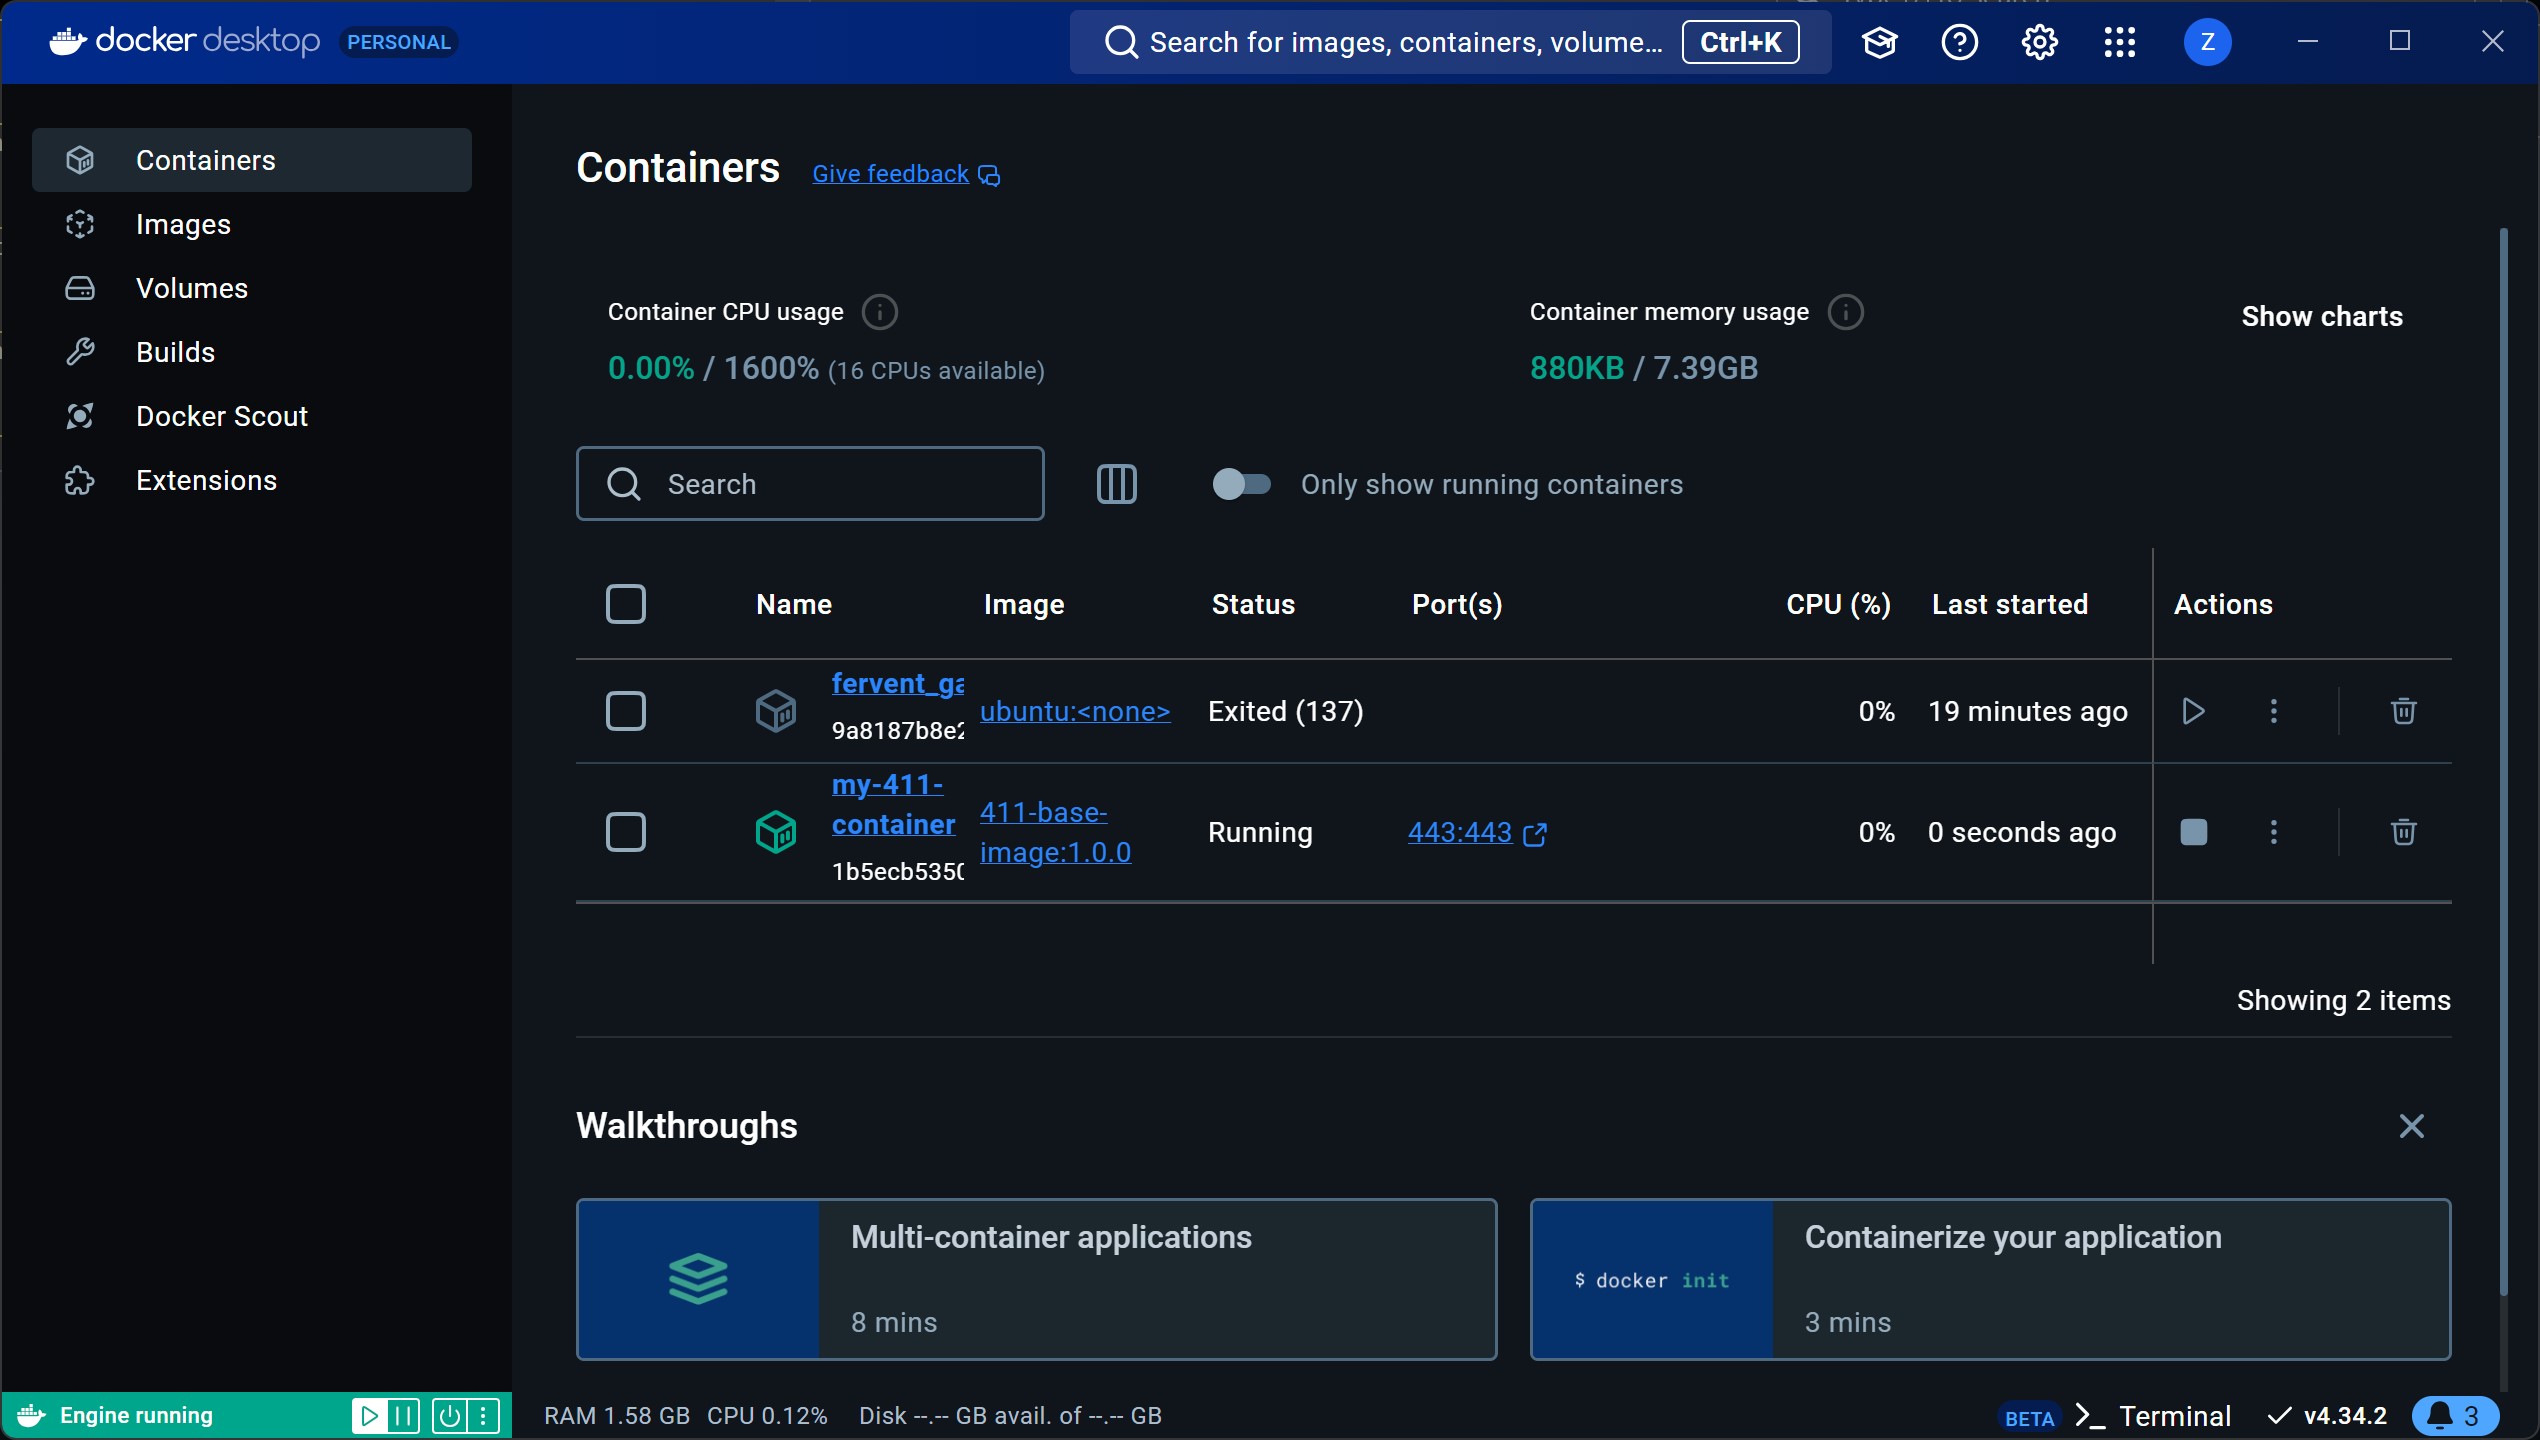 docker desktop PERSONAL
Search for images, containers, volume... Ctrl+K
Z
Containers
Images
Volumes
Builds
Docker Scout
Extensions
Containers Give feedback
Container CPU usage
0.00% / 1600% (16 CPUs available)
Container memory usage
880KB / 7.39GB
Show charts
Search
Only show running containers
Name Image Status Port(s) CPU (%) Last started Actions
fervent_ga
9a8187b8e2
ubuntu:<none> Exited (137) 0% 19 minutes ago
my-411-
container
1b5ecb5350
411-base-
image:1.0.0
Running 443:443 0% 0 seconds ago
Showing 2 items
Walkthroughs
Multi-container applications
8 mins
$ docker init
Containerize your application
3 mins
Engine running
RAM 1.58 GB CPU 0.12% Disk --.-- GB avail. of --.-- GB
BETA >_ Terminal v4.34.2 3